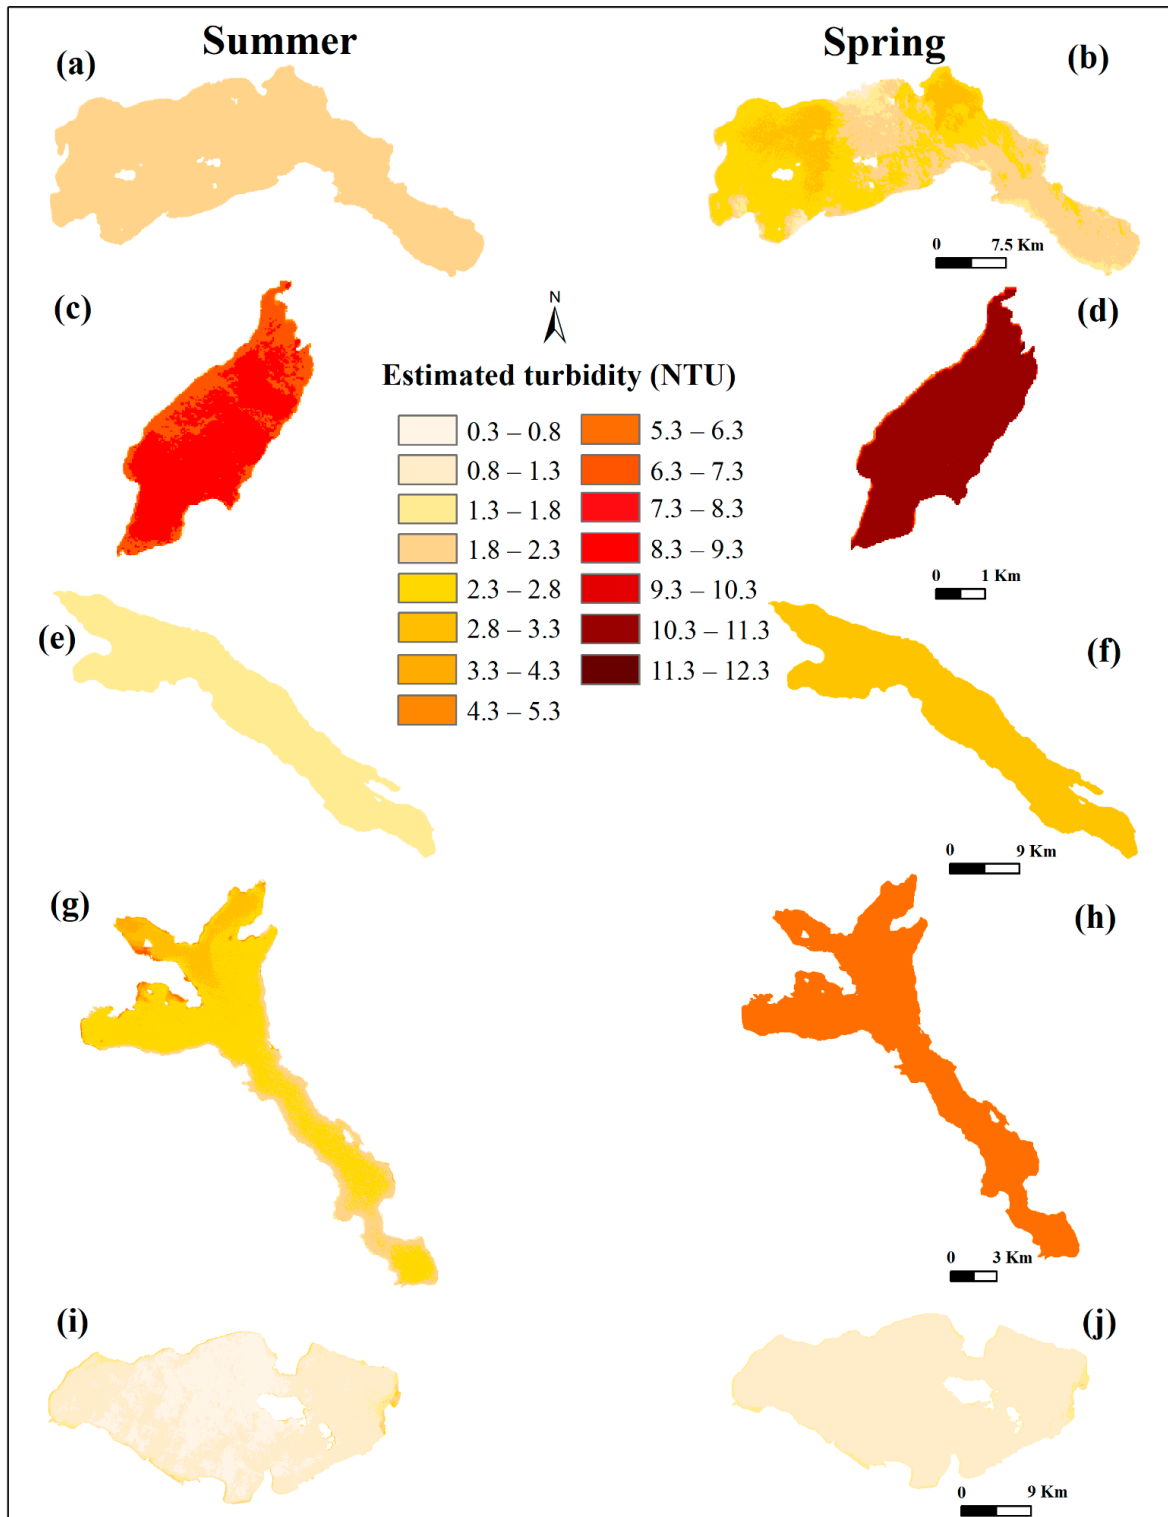 Summer
Spring
(a)
(b)
0 7.5 Km
(c)
(d)
N
Estimated turbidity (NTU)
0.3 – 0.8
0.8 – 1.3
1.3 – 1.8
1.8 – 2.3
2.3 – 2.8
2.8 – 3.3
3.3 – 4.3
4.3 – 5.3
5.3 – 6.3
6.3 – 7.3
7.3 – 8.3
8.3 – 9.3
9.3 – 10.3
10.3 – 11.3
11.3 – 12.3
0 1 Km
(e)
(f)
0 9 Km
(g)
(h)
0 3 Km
(i)
(j)
0 9 Km